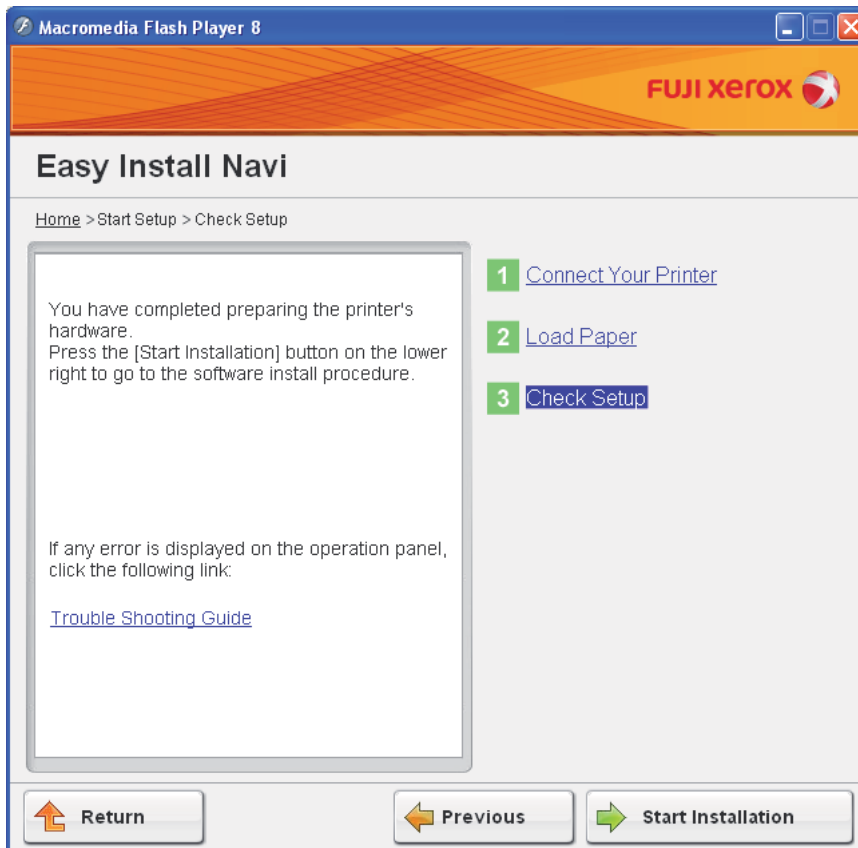 Macromedia Flash Player 8
FUJI XEROX
Easy Install Navi
Home > Start Setup > Check Setup
You have completed preparing the printer's
hardware.
Press the [Start Installation] button on the lower
right to go to the software install procedure.
If any error is displayed on the operation panel,
click the following link:
Trouble Shooting Guide
1 Connect Your Printer
2 Load Paper
3 Check Setup
Return
Previous
Start Installation